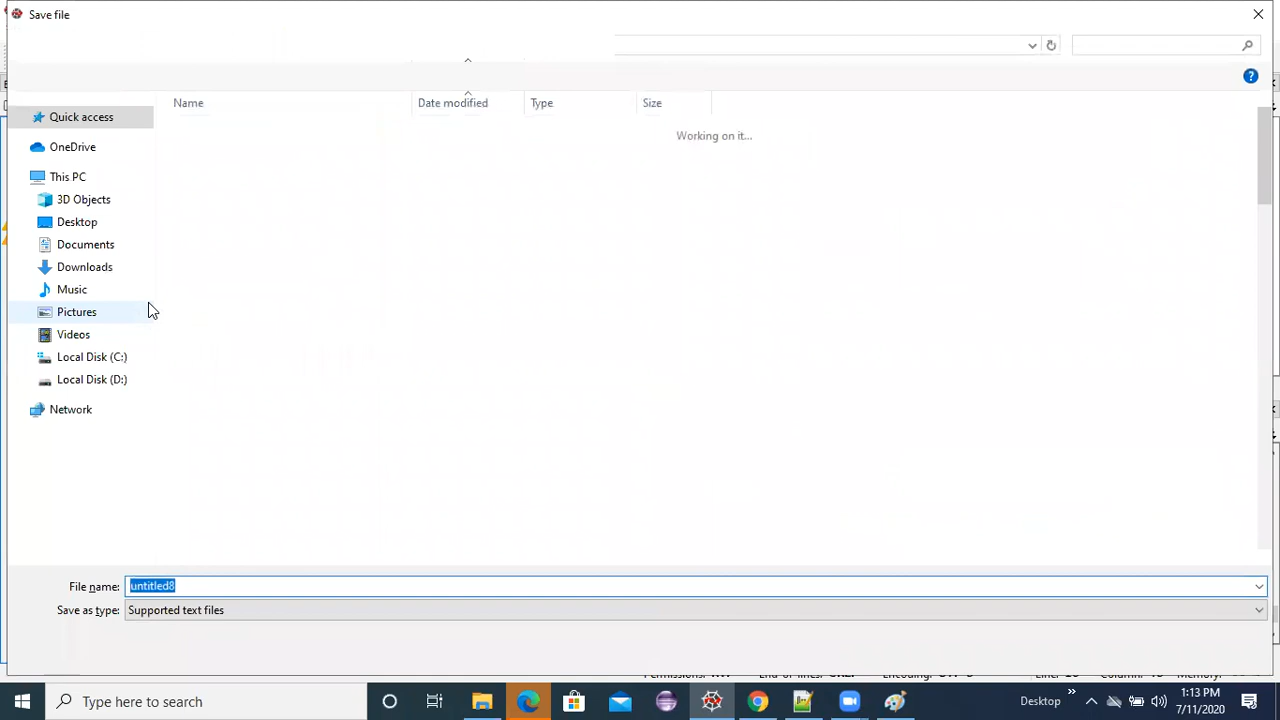 Save file
Name Date modified Type Size
Quick access
Working on it...
OneDrive
This PC
3D Objects
Desktop
Documents
Downloads
Music
Pictures
Videos
Local Disk (C:)
Local Disk (D:)
Network
File name: untitled8
Save as type: Supported text files
Type here to search
Desktop
1:13 PM
7/11/2020